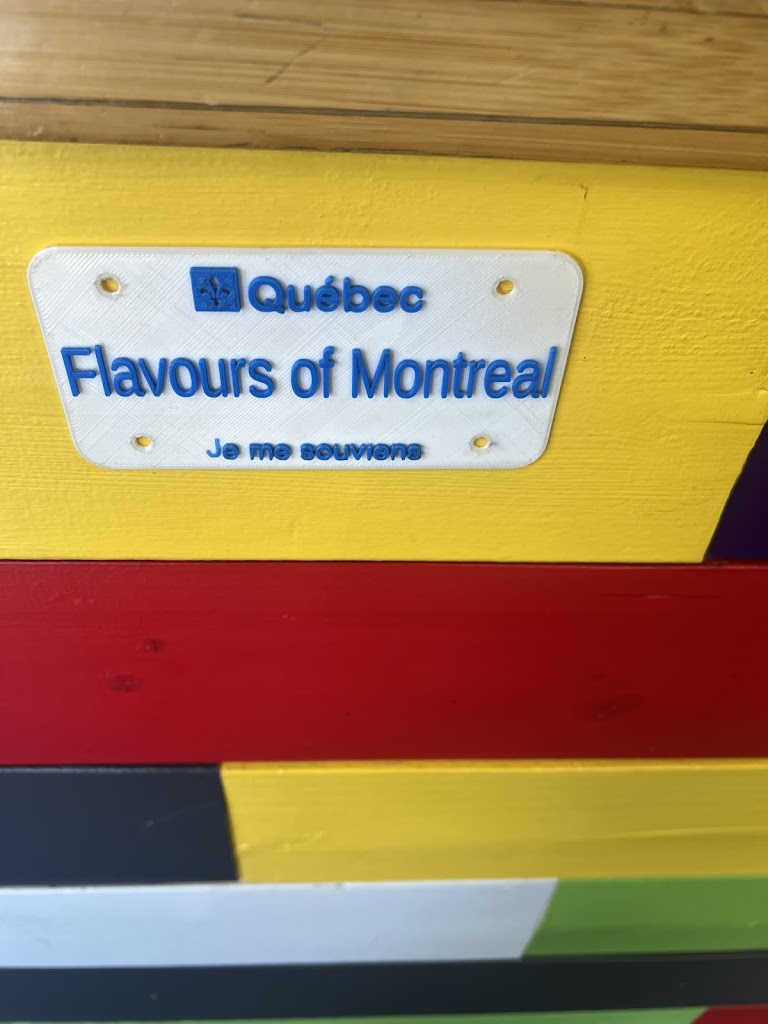 Québec
Flavours of Montreal
Je me souviens